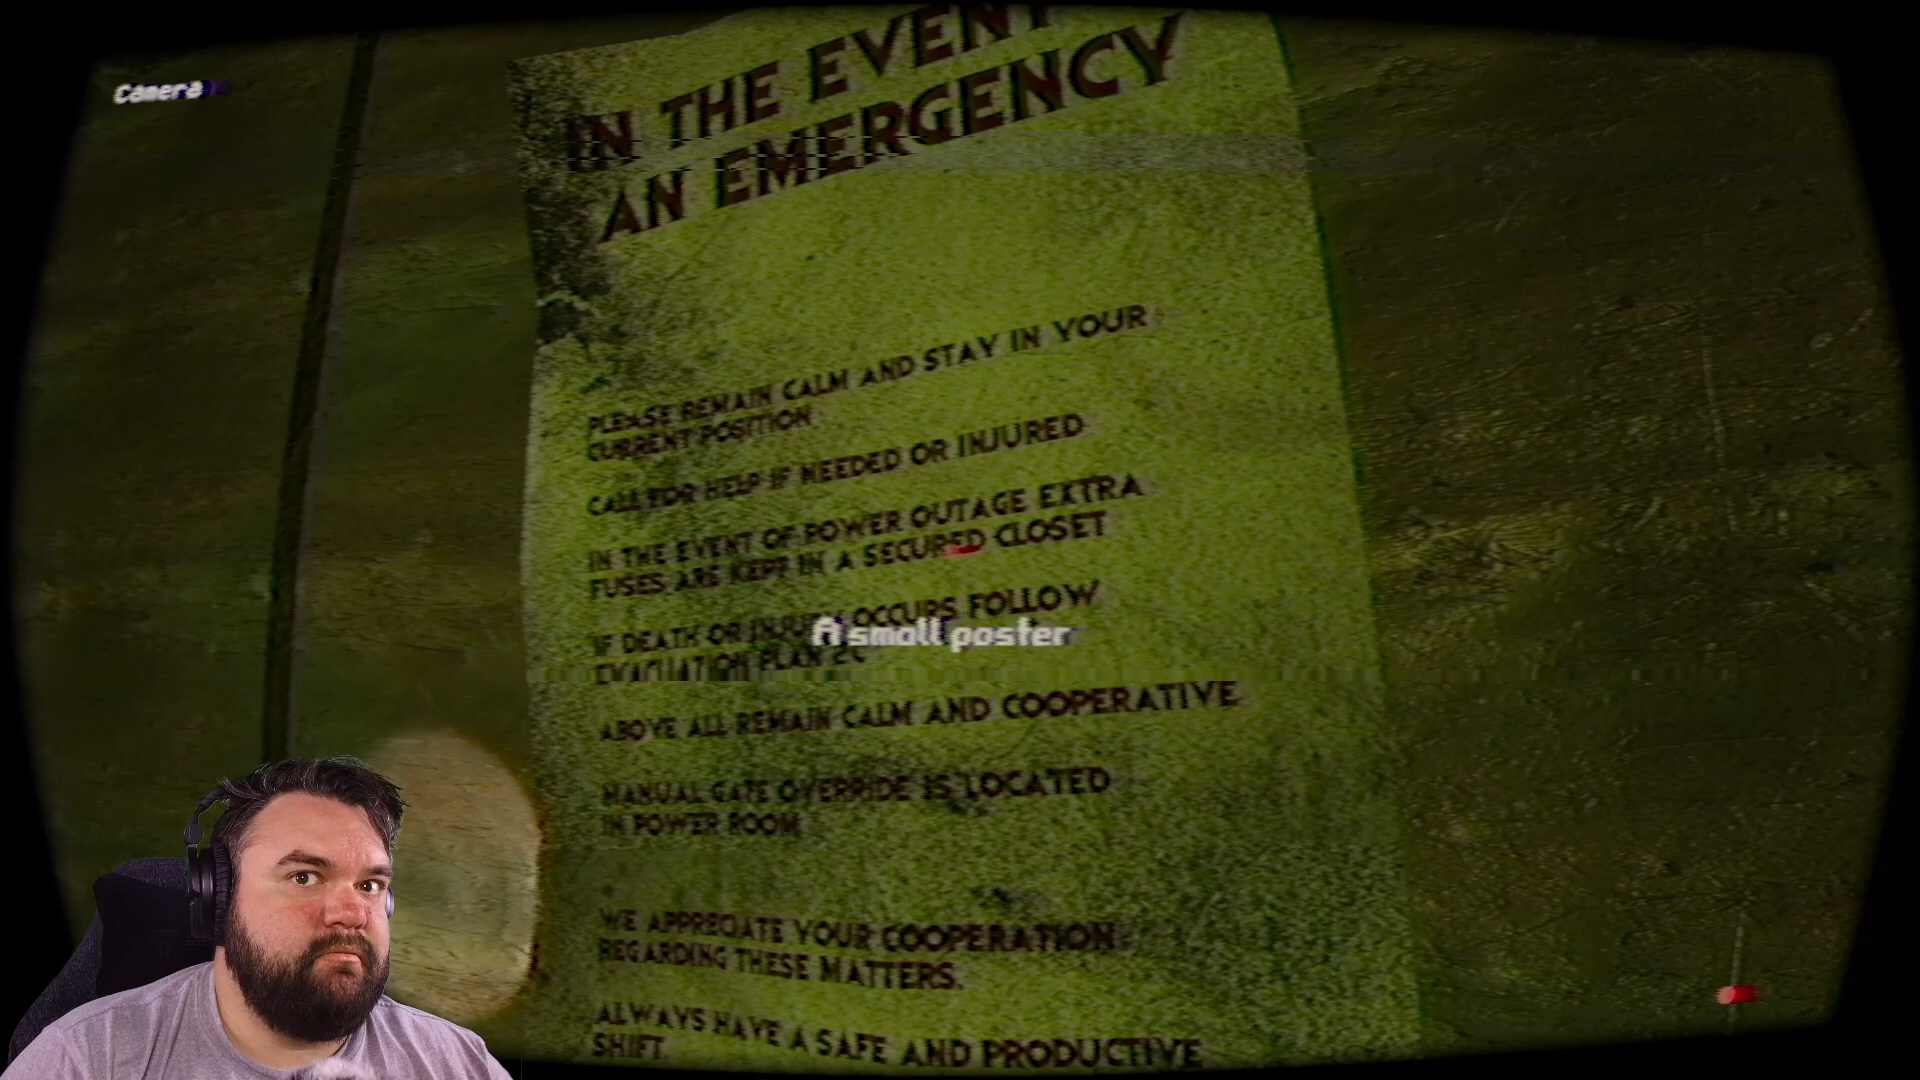 Camera
IN THE EVENT
AN EMERGENCY
PLEASE REMAIN CALM AND STAY IN YOUR
CURRENT POSITION
CALL FOR HELP IF NEEDED OR INJURED
IN THE EVENT OF POWER OUTAGE EXTRA
FUSES ARE KEPT IN A SECURED CLOSET
IF DEATH OR INJURY OCCURS FOLLOW
A small poster
EVACUATION PLAN
ABOVE ALL REMAIN CALM AND COOPERATIVE
MANUAL GATE OVERRIDE IS LOCATED
IN POWER ROOM
WE APPRECIATE YOUR COOPERATION
REGARDING THESE MATTERS.
ALWAYS HAVE A SAFE AND PRODUCTIVE
SHIFT.